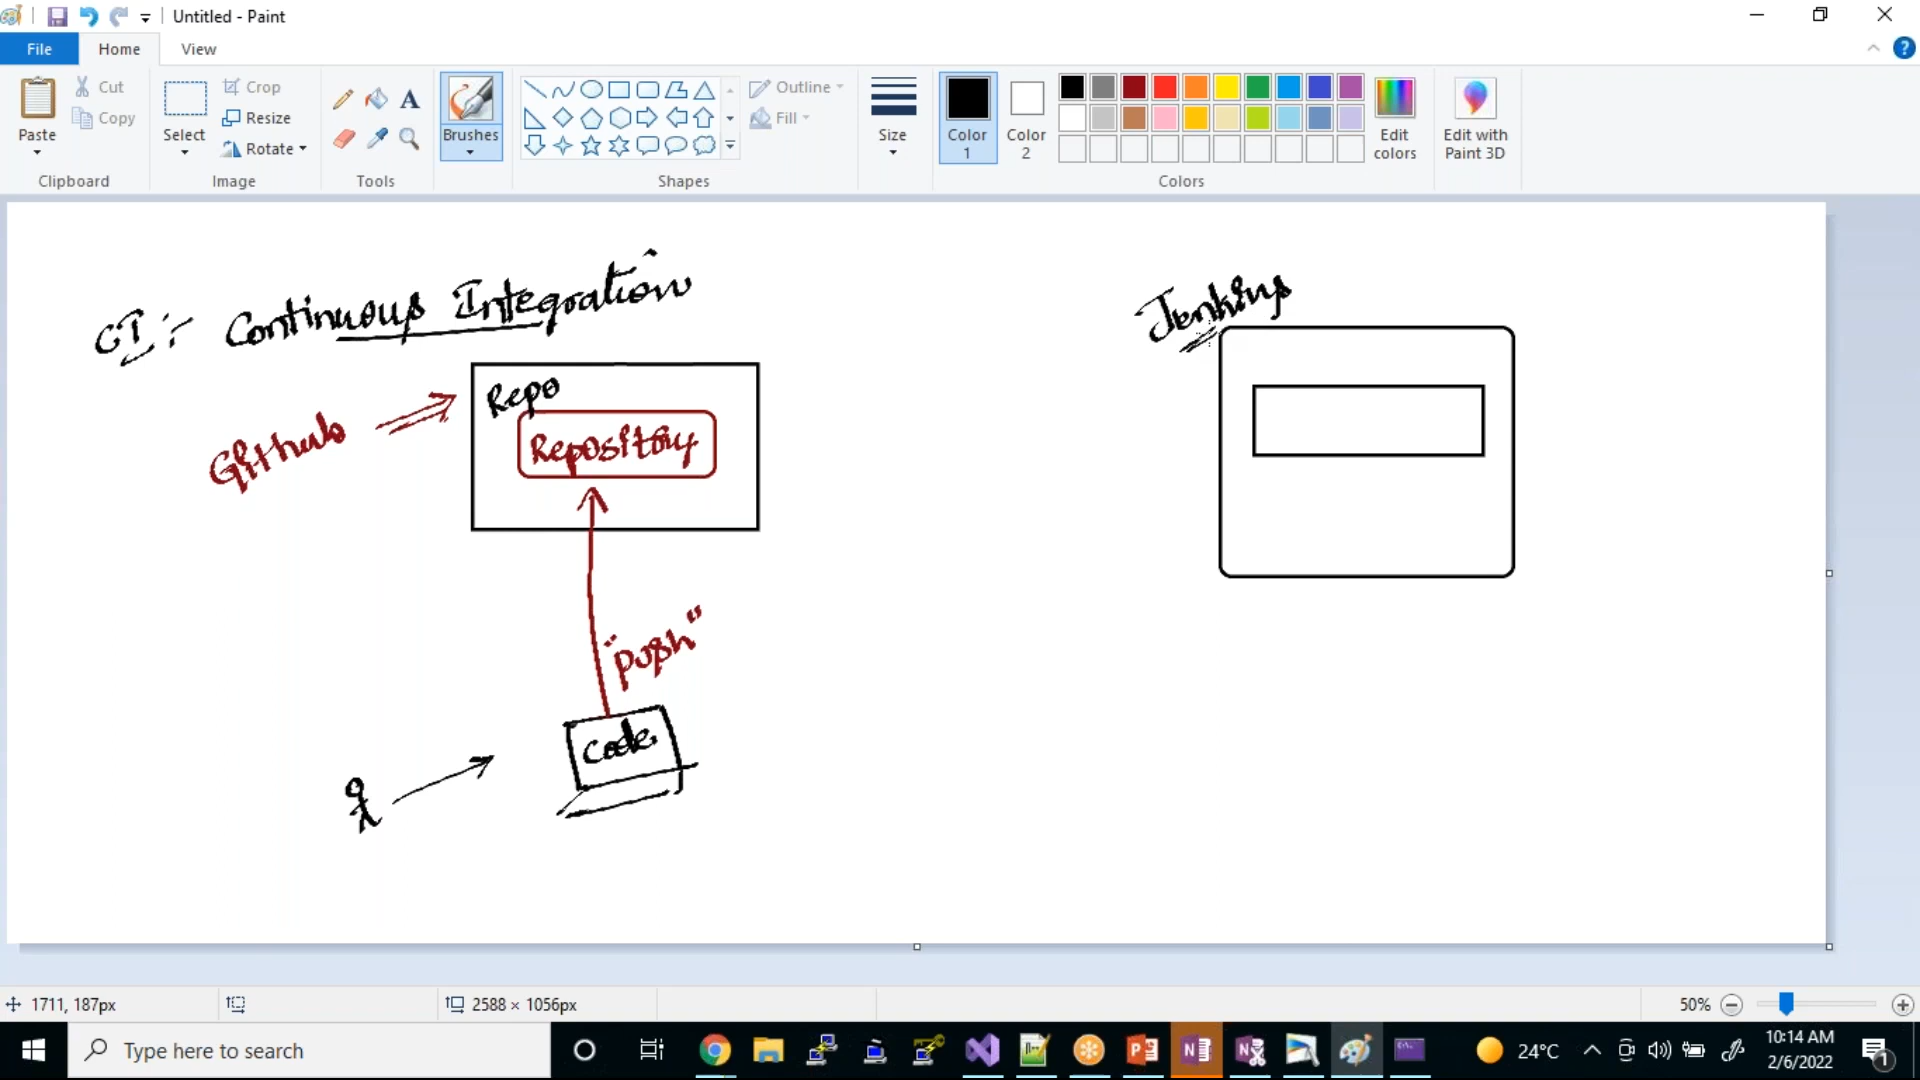 Untitled - Paint
File
Home
View
Paste
Cut
Copy
Clipboard
Select
Crop
Resize
Rotate
Image
Tools
Brushes
Shapes
Outline
Fill
Size
Color 1
Color 2
Colors
Edit colors
Edit with Paint 3D
CI :- Continuous Integration
Jenkins
Repo
Github
Repository
"Push"
Code
1711, 187px
2588 × 1056px
50%
Type here to search
24°C
10:14 AM
2/6/2022
1